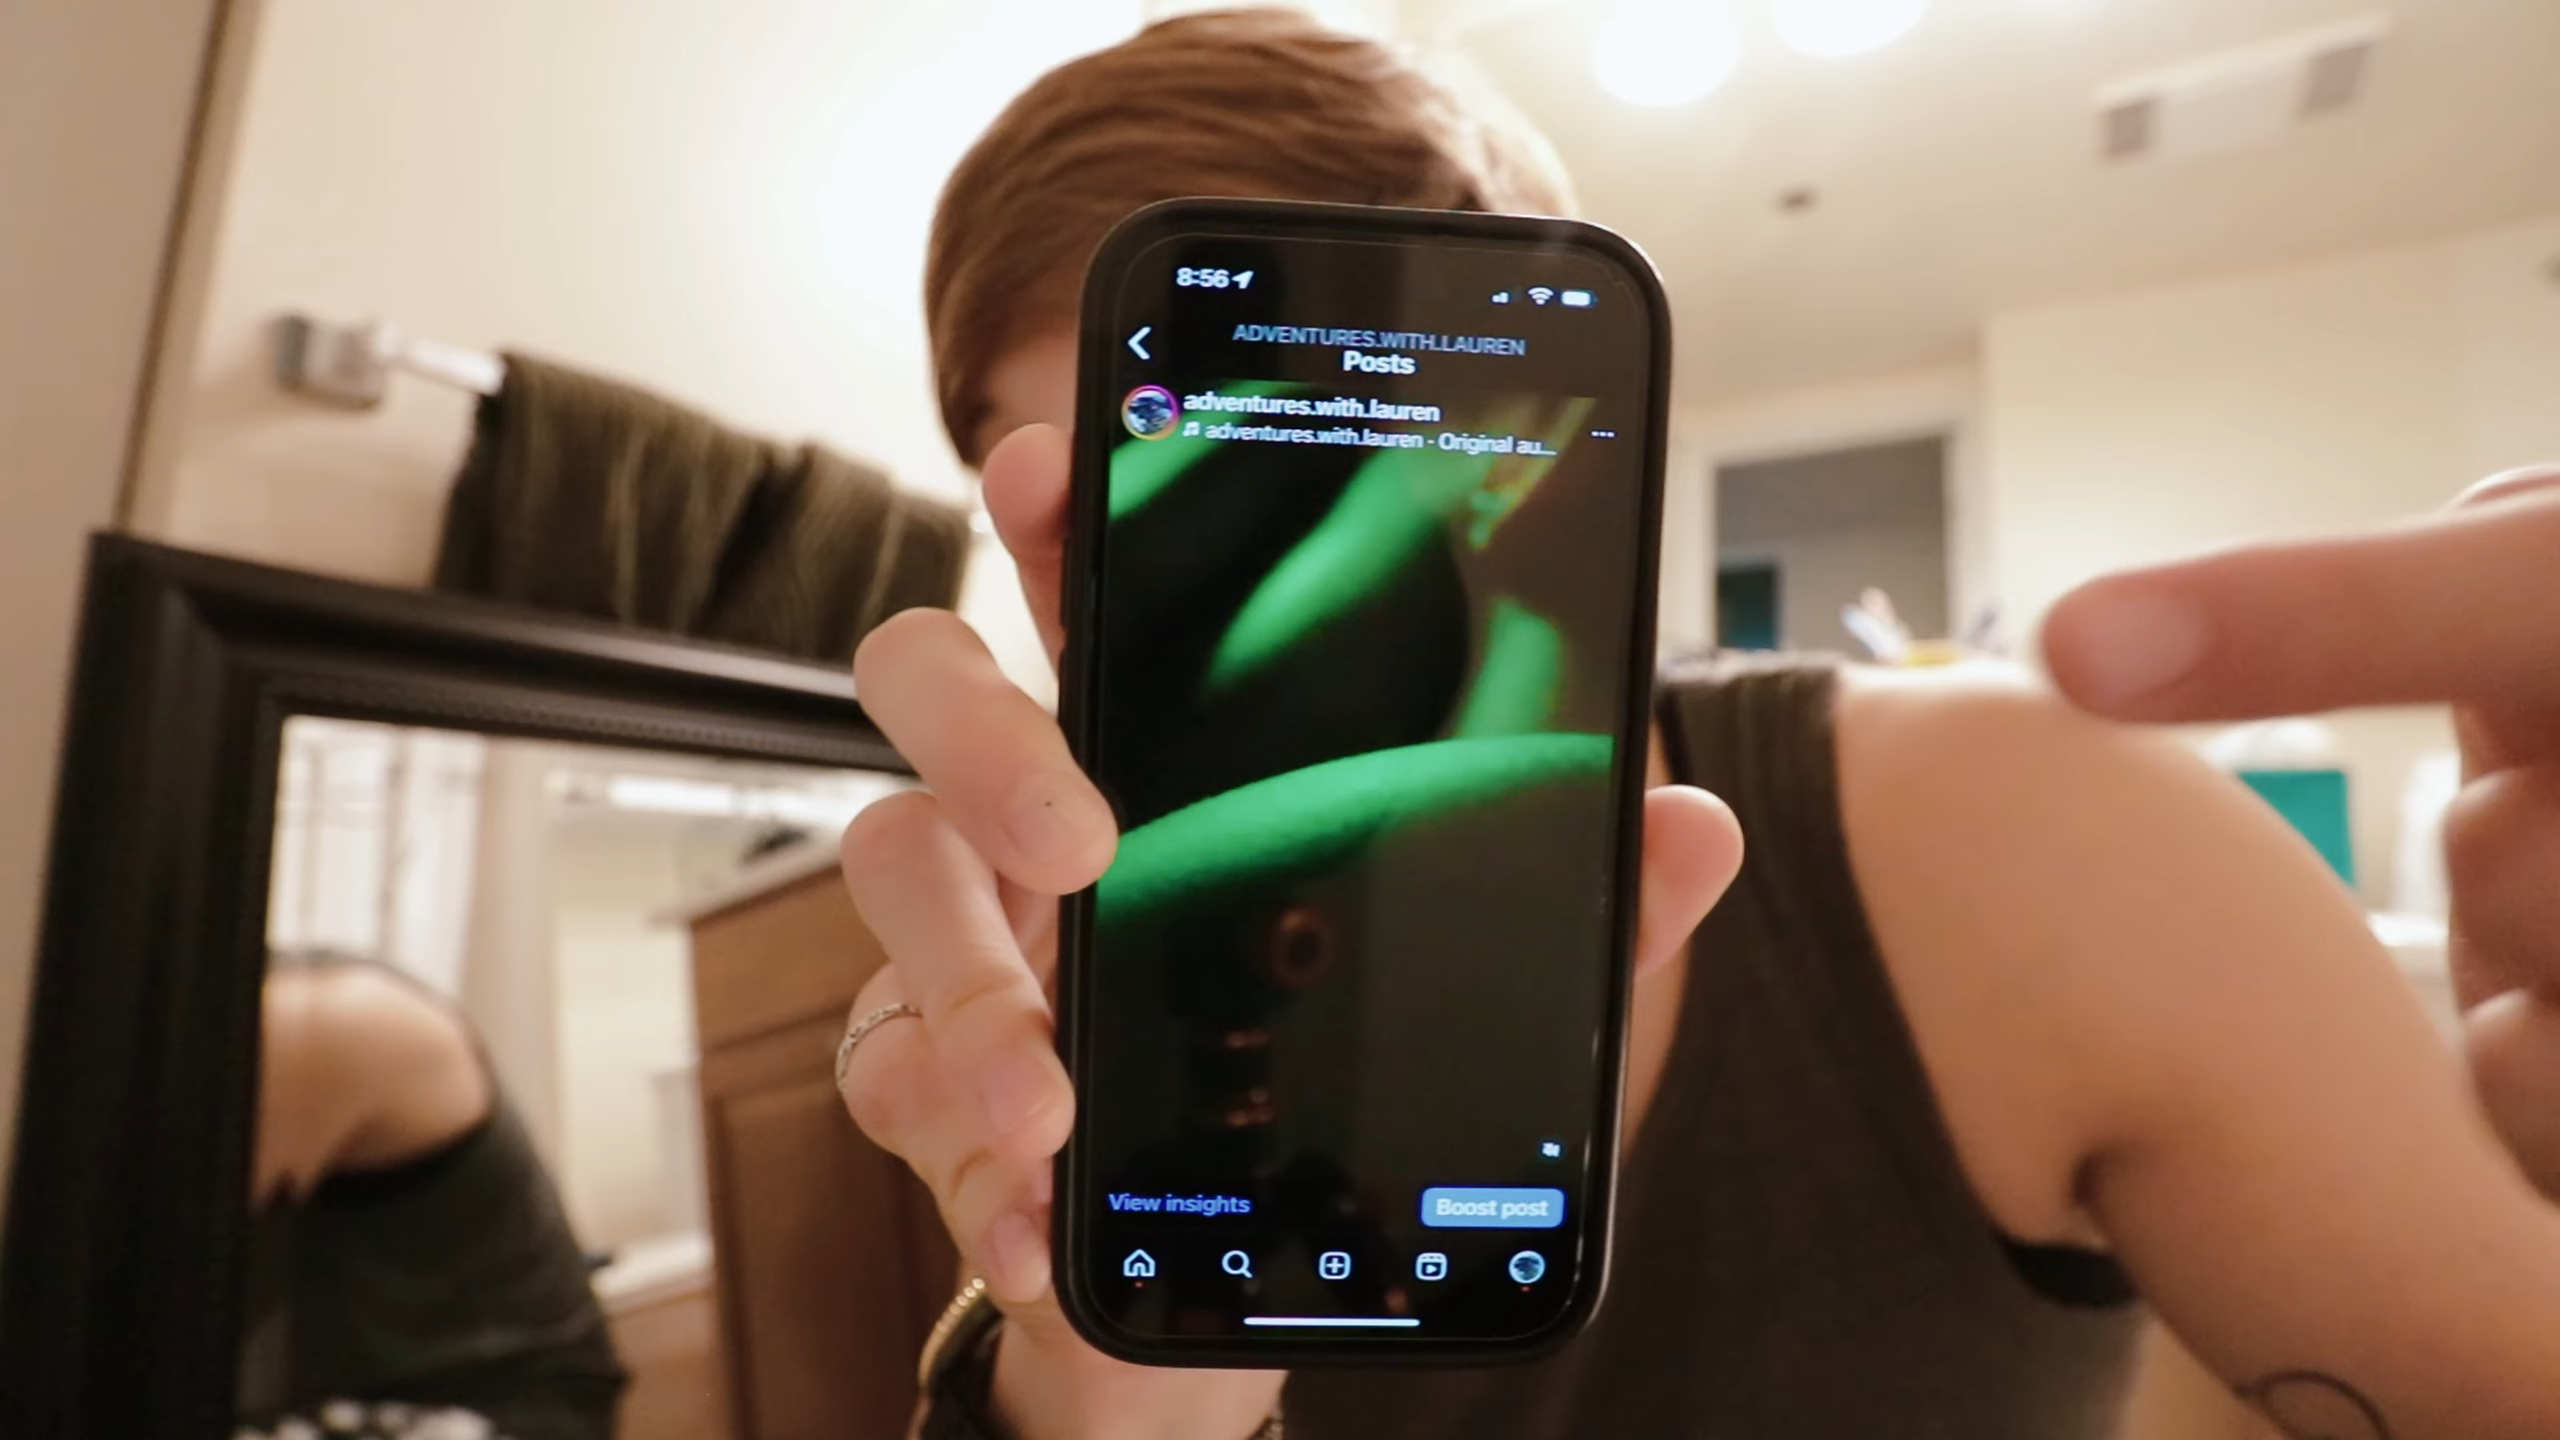 8:56
ADVENTURES.WITH.LAUREN
Posts
adventures.with.lauren
adventures.with.lauren - Original au...
View insights
Boost post